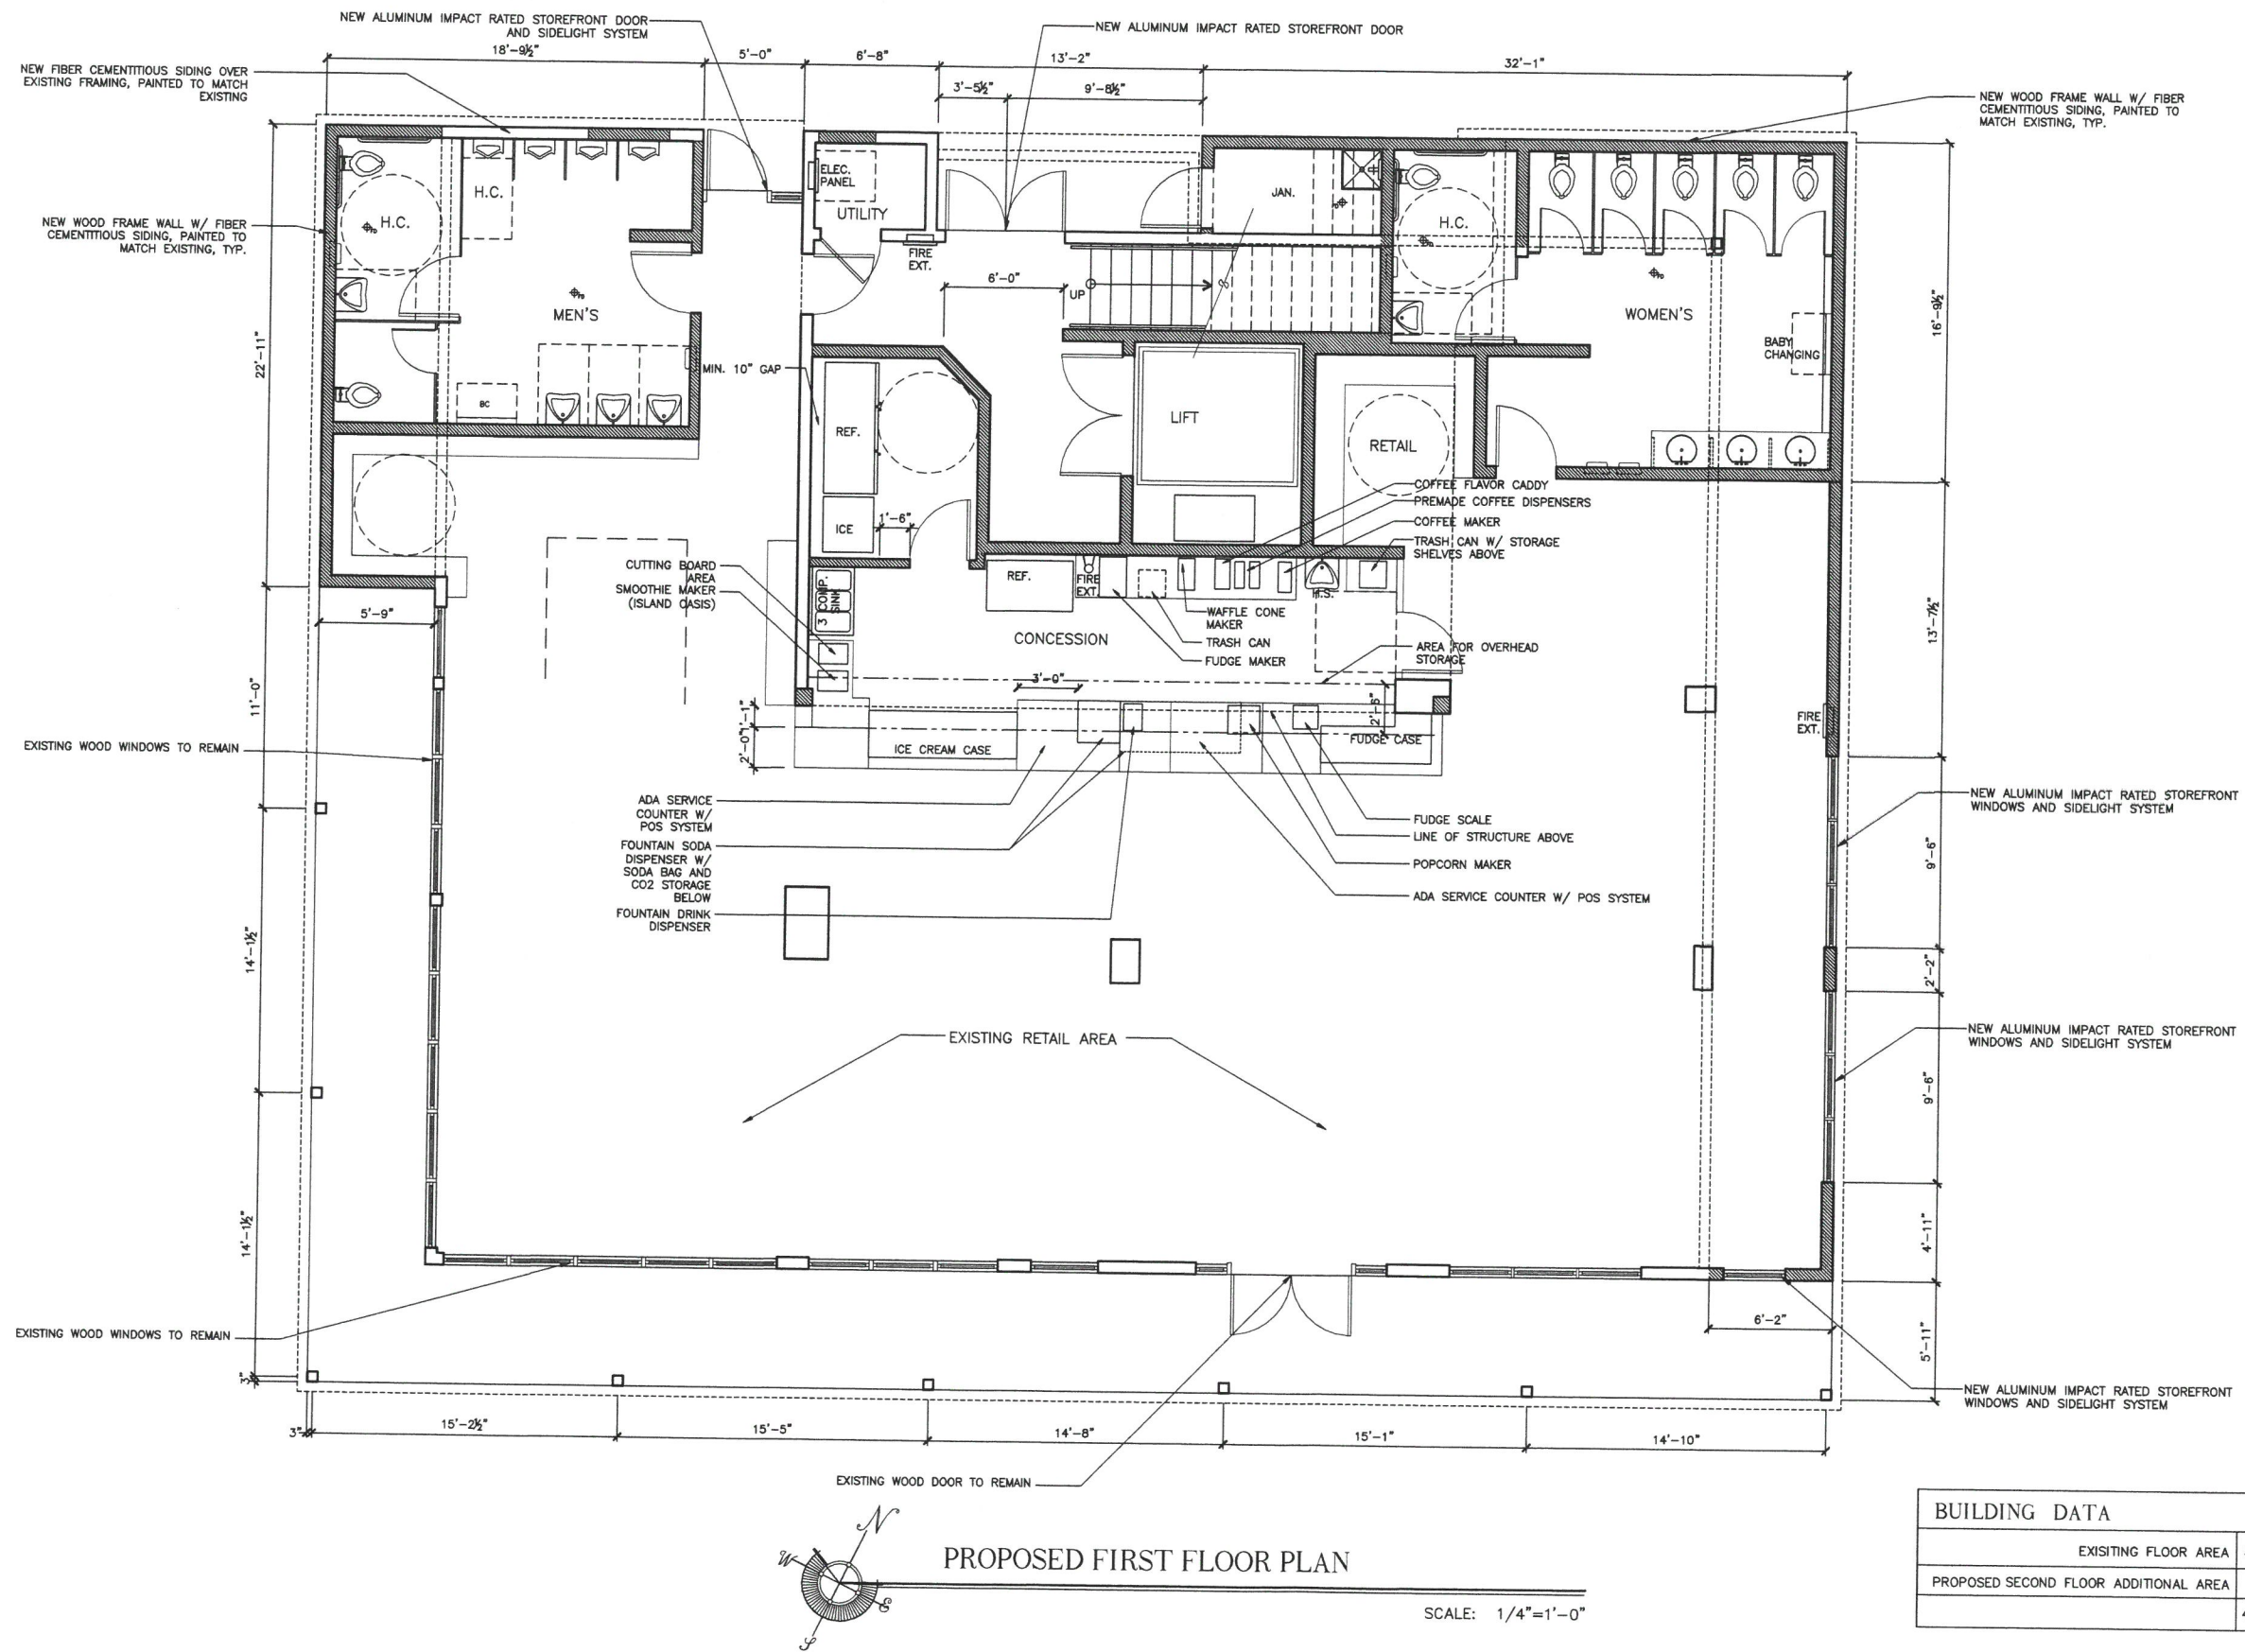 NEW ALUMINUM IMPACT RATED STOREFRONT DOOR
AND SIDELIGHT SYSTEM
NEW ALUMINUM IMPACT RATED STOREFRONT DOOR
18'-9½"
5'-0"
6'-8"
13'-2"
32'-1"
3'-5½"
9'-8½"
NEW FIBER CEMENTITIOUS SIDING OVER
EXISTING FRAMING, PAINTED TO MATCH
EXISTING
NEW WOOD FRAME WALL W/ FIBER
CEMENTITIOUS SIDING, PAINTED TO
MATCH EXISTING, TYP.
NEW WOOD FRAME WALL W/ FIBER
CEMENTITIOUS SIDING, PAINTED TO
MATCH EXISTING, TYP.
H.C.
H.C.
ELEC.
PANEL
UTILITY
JAN.
H.C.
FIRE
EXT.
6'-0"
UP
MEN'S
WOMEN'S
BABY
CHANGING
22'-11"
16'-9½"
MIN. 10" GAP
BC
REF.
LIFT
RETAIL
ICE
1'-6"
COFFEE FLAVOR CADDY
PREMADE COFFEE DISPENSERS
COFFEE MAKER
TRASH CAN W/ STORAGE
SHELVES ABOVE
CUTTING BOARD
AREA
SMOOTHIE MAKER
(ISLAND OASIS)
3 COMP.
SINK
REF.
FIRE
EXT.
H.S.
WAFFLE CONE
MAKER
TRASH CAN
FUDGE MAKER
CONCESSION
AREA FOR OVERHEAD
STORAGE
5'-9"
11'-0"
13'-7½"
3'-0"
2'-6"
1'-1"
2'-0"
ICE CREAM CASE
FUDGE CASE
FIRE
EXT.
EXISTING WOOD WINDOWS TO REMAIN
NEW ALUMINUM IMPACT RATED STOREFRONT
WINDOWS AND SIDELIGHT SYSTEM
ADA SERVICE
COUNTER W/
POS SYSTEM
FOUNTAIN SODA
DISPENSER W/
SODA BAG AND
CO2 STORAGE
BELOW
FOUNTAIN DRINK
DISPENSER
FUDGE SCALE
LINE OF STRUCTURE ABOVE
POPCORN MAKER
ADA SERVICE COUNTER W/ POS SYSTEM
9'-6"
14'-1½"
2'-2"
EXISTING RETAIL AREA
NEW ALUMINUM IMPACT RATED STOREFRONT
WINDOWS AND SIDELIGHT SYSTEM
9'-6"
14'-1½"
4'-11"
EXISTING WOOD WINDOWS TO REMAIN
6'-2"
5'-11"
3"
NEW ALUMINUM IMPACT RATED STOREFRONT
WINDOWS AND SIDELIGHT SYSTEM
3"
15'-2½"
15'-5"
14'-8"
15'-1"
14'-10"
EXISTING WOOD DOOR TO REMAIN
N
W
E
S
PROPOSED FIRST FLOOR PLAN
SCALE: 1/4"=1'-0"
BUILDING DATA
EXISITING FLOOR AREA
PROPOSED SECOND FLOOR ADDITIONAL AREA